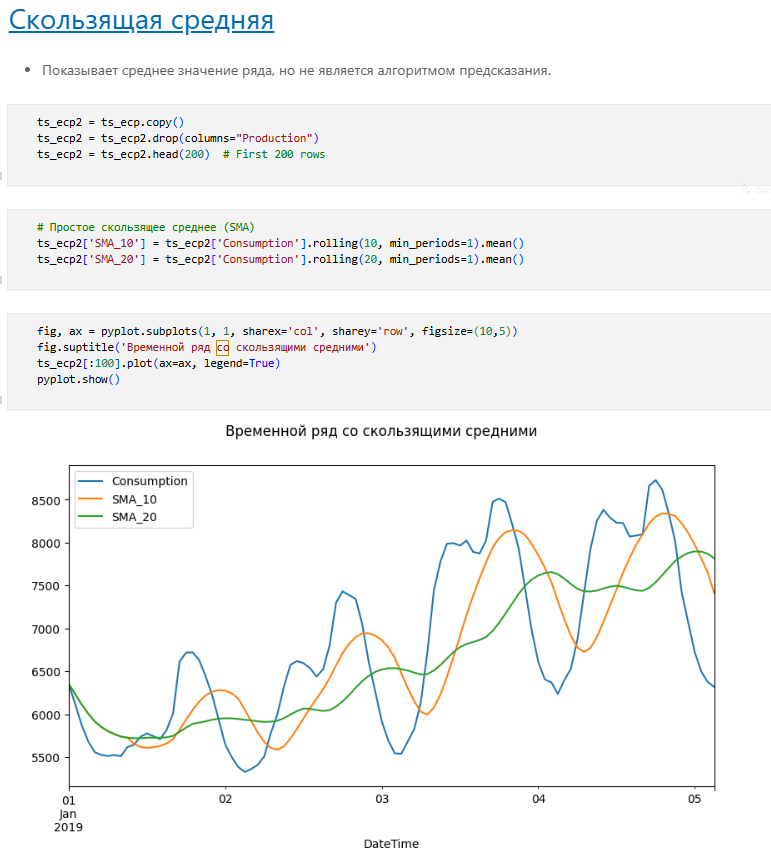 Скользящая средняя
• Показывает среднее значение ряда, но не является алгоритмом предсказания.
ts_ecp2 = ts_ecp.copy()
ts_ecp2 = ts_ecp2.drop(columns="Production")
ts_ecp2 = ts_ecp2.head(200)  # First 200 rows
# Простое скользящее среднее (SMA)
ts_ecp2['SMA_10'] = ts_ecp2['Consumption'].rolling(10, min_periods=1).mean()
ts_ecp2['SMA_20'] = ts_ecp2['Consumption'].rolling(20, min_periods=1).mean()
fig, ax = pyplot.subplots(1, 1, sharex='col', sharey='row', figsize=(10,5))
fig.suptitle('Временной ряд со скользящими средними')
ts_ecp2[:100].plot(ax=ax, legend=True)
pyplot.show()
Временной ряд со скользящими средними
Consumption
SMA_10
SMA_20
8500
8000
7500
7000
6500
6000
5500
01 02 03 04 05
Jan
2019
DateTime